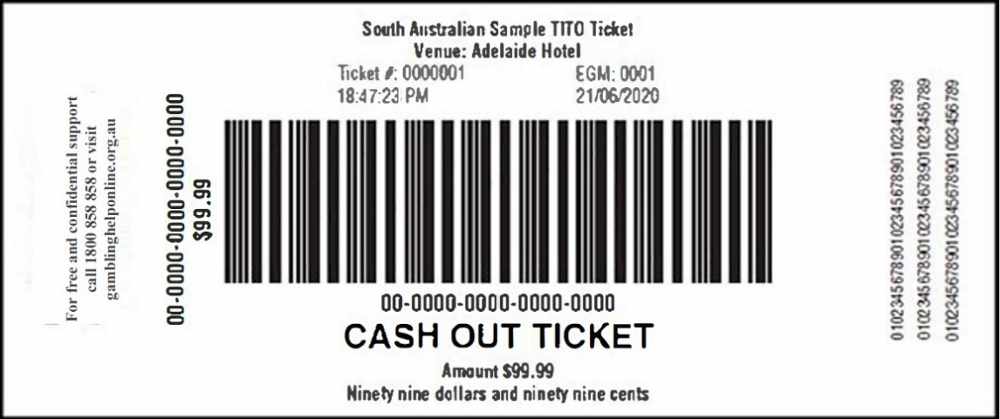 South Australian Sample TITO Ticket
Venue: Adelaide Hotel
Ticket #: 0000001 EGM: 0001
18:47:23 PM 21/06/2020
For free and confidential support
call 1800 858 858 or visit
gamblinghelponline.org.au
00-0000-0000-0000-0000
$99.99
00-0000-0000-0000-0000
CASH OUT TICKET
Amount $99.99
Ninety nine dollars and ninety nine cents
010234567890102345678901023456789
010234567890102345678901023456789
010234567890102345678901023456789